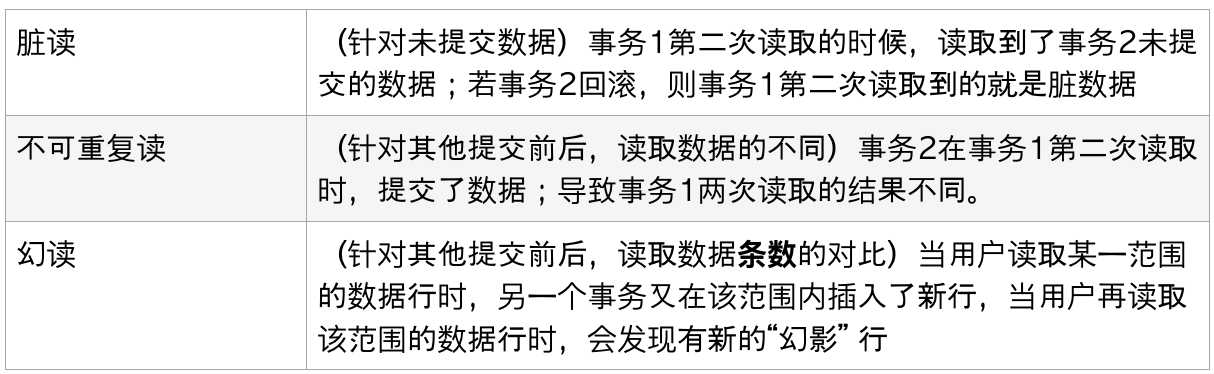 脏读
（针对未提交数据）事务1第二次读取的时候，读取到了事务2未提
交的数据；若事务2回滚，则事务1第二次读取到的就是脏数据
不可重复读
（针对其他提交前后，读取数据的不同）事务2在事务1第二次读取
时，提交了数据；导致事务1两次读取的结果不同。
幻读
（针对其他提交前后，读取数据条数的对比）当用户读取某一范围
的数据行时，另一个事务又在该范围内插入了新行，当用户再读取
该范围的数据行时，会发现有新的“幻影” 行